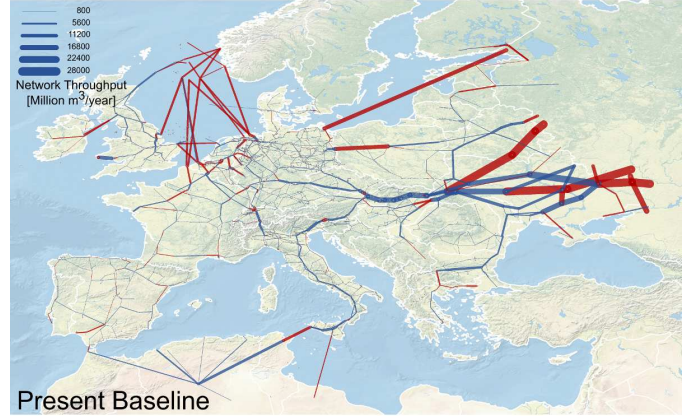 800
5600
11200
16800
22400
28000
Network Throughput
[Million m³/year]
Present Baseline